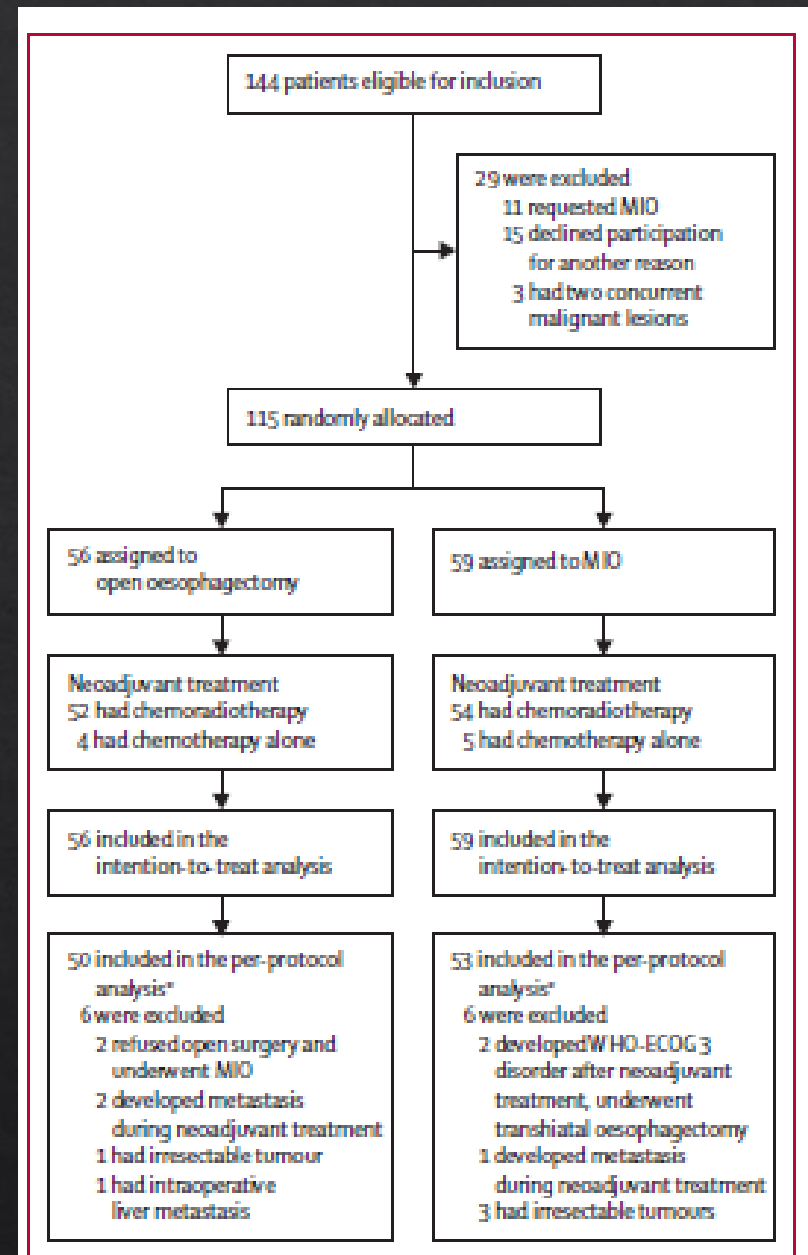 144 patients eligible for inclusion
29 were excluded
11 requested MIO
15 declined participation
for another reason
3 had two concurrent
malignant lesions
115 randomly allocated
56 assigned to
open oesophagectomy
59 assigned to MIO
Neoadjuvant treatment
52 had chemoradiotherapy
4 had chemotherapy alone
Neoadjuvant treatment
54 had chemoradiotherapy
5 had chemotherapy alone
56 included in the
intention-to-treat analysis
59 included in the
intention-to-treat analysis
50 included in the per-protocol
analysis*
6 were excluded
2 refused open surgery and
underwent MIO
2 developed metastasis
during neoadjuvant treatment
1 had irresectable tumour
1 had intraoperative
liver metastasis
53 included in the per-protocol
analysis*
6 were excluded
2 developed WHO-ECOG 3
disorder after neoadjuvant
treatment, underwent
transhiatal oesophagectomy
1 developed metastasis
during neoadjuvant treatment
3 had irresectable tumours